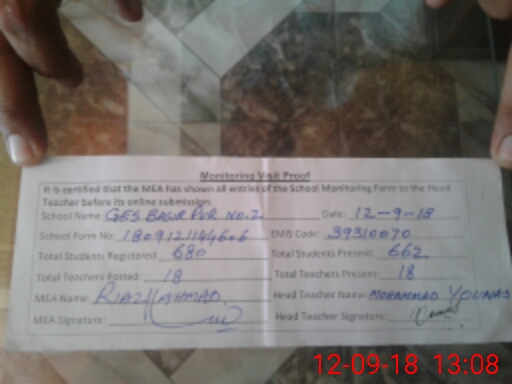 Monitoring Visit Proof
It is certified that the MEA has shown all entries of the School Monitoring Form to the Head
Teacher before its online submission.
School Name GES BASIR PUR NO.2 Date: 12-9-18
School Form No: 180912114460 6 EMIS Code: 39310070
Total Students Registered: 680 Total Students Present: 662
Total Teachers Posted: 18 Total Teachers Present: 18
MEA Name: RIAZ AHMAD Head Teacher Name: MUHAMMAD YOUNAS
MEA Signature: Head Teacher Signature:
12-09-18 13:08